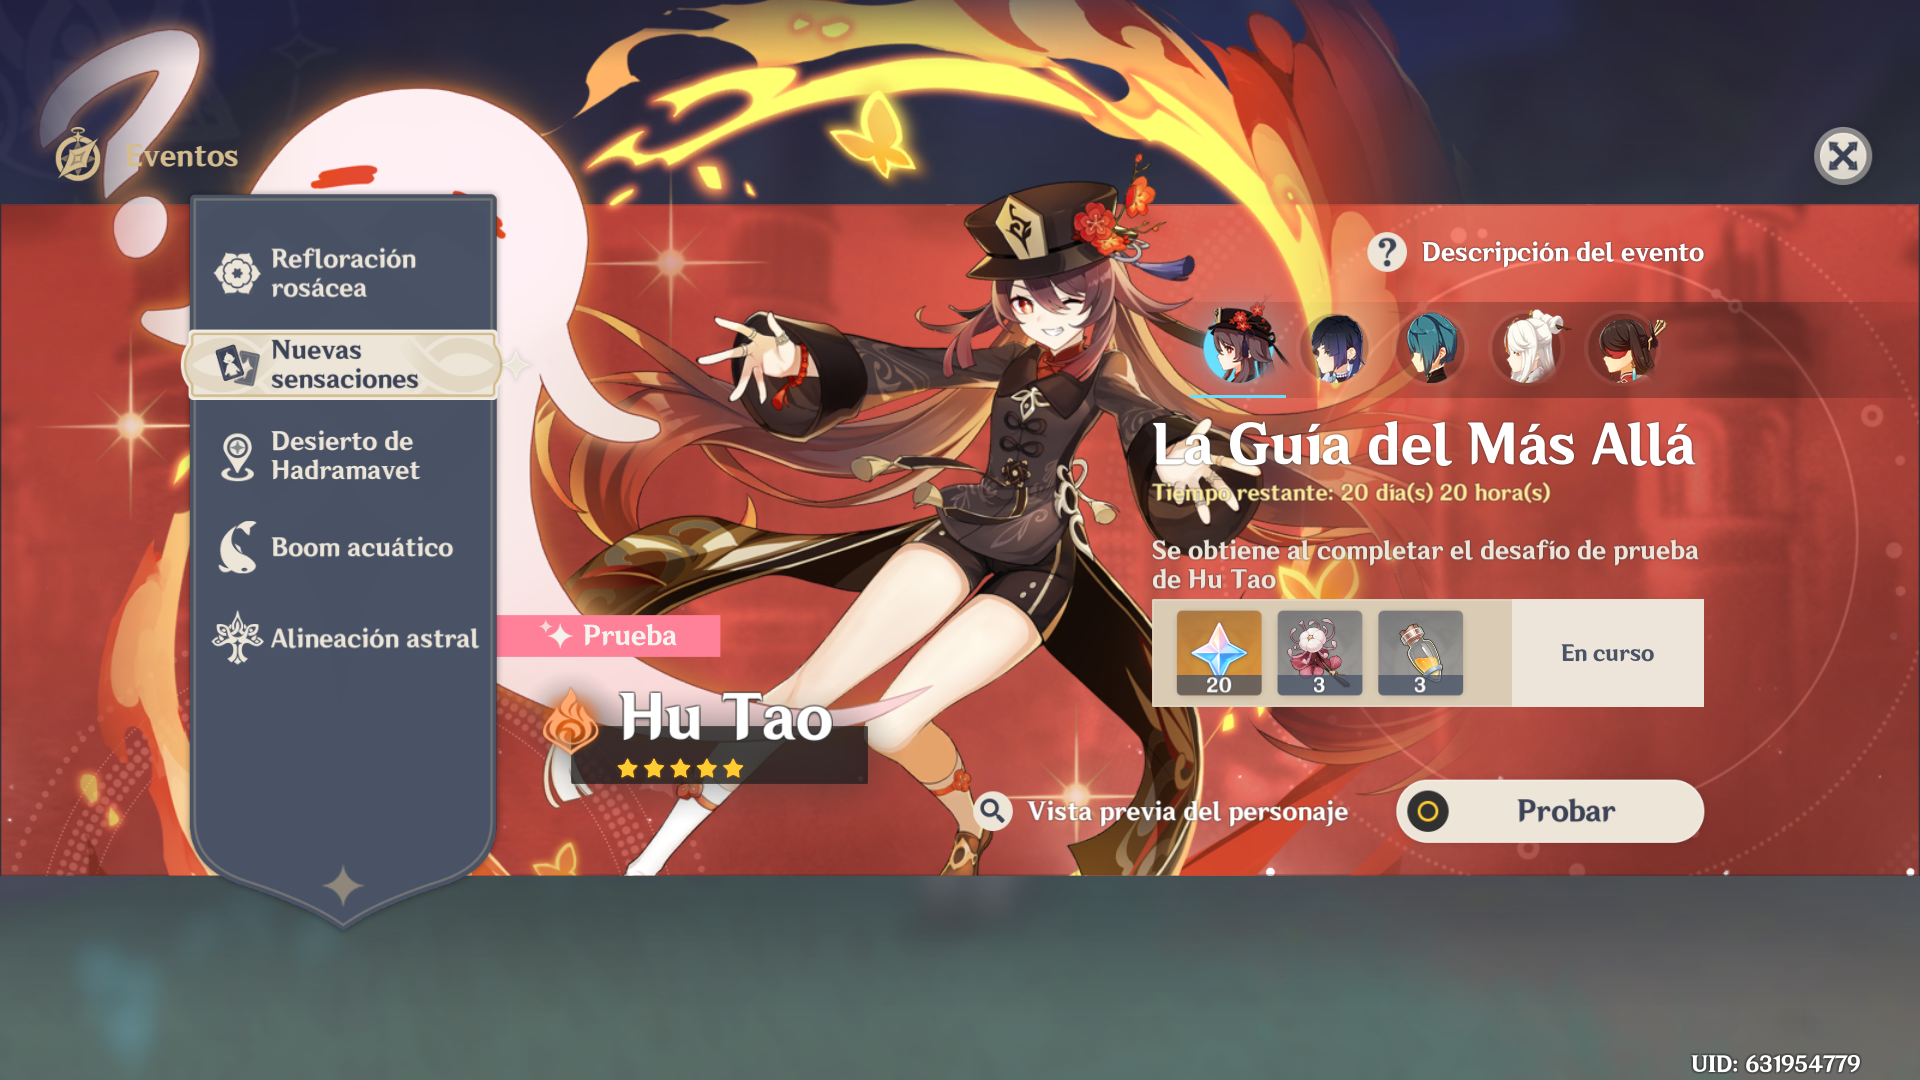 Eventos
Refloración
rosácea
Nuevas
sensaciones
Desierto de
Hadramavet
Boom acuático
Alineación astral
Prueba
Hu Tao
Descripción del evento
La Guía del Más Allá
Tiempo restante: 20 día(s) 20 hora(s)
Se obtiene al completar el desafío de prueba
de Hu Tao
20 3 3
En curso
Vista previa del personaje
Probar
UID: 631954779